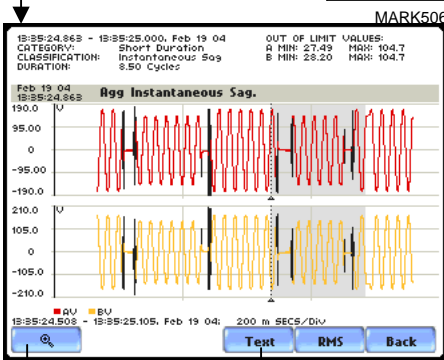 MARK506
13:35:24.863 - 13:35:25.000, Feb 19 04
OUT OF LIMIT VALUES:
CATEGORY: Short Duration
A MIN: 27.49 MAX: 104.7
CLASSIFICATION: Instantaneous Sag
B MIN: 28.20 MAX: 104.7
DURATION: 8.50 Cycles
Feb 19 04
13:35:24.863
Agg Instantaneous Sag.
190.0 V
95.00
0
-95.00
-190.0
210.0 V
105.0
0
-105.0
-210.0
AV BV
13:35:24.508 - 13:35:25.105, Feb 19 04; 200 m SECS/Div
Text RMS Back